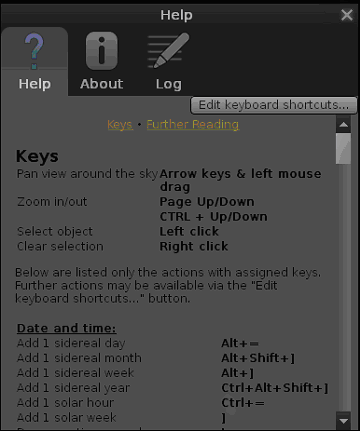 Help
Help About Log
Edit keyboard shortcuts...
Keys • Further Reading
Keys
Pan view around the sky Arrow keys & left mouse
drag
Zoom in/out Page Up/Down
CTRL + Up/Down
Select object Left click
Clear selection Right click
Below are listed only the actions with assigned keys.
Further actions may be available via the "Edit
keyboard shortcuts..." button.
Date and time:
Add 1 sidereal day Alt+=
Add 1 sidereal month Alt+Shift+]
Add 1 sidereal week Alt+]
Add 1 sidereal year Ctrl+Alt+Shift+]
Add 1 solar hour Ctrl+=
Add 1 solar week ]